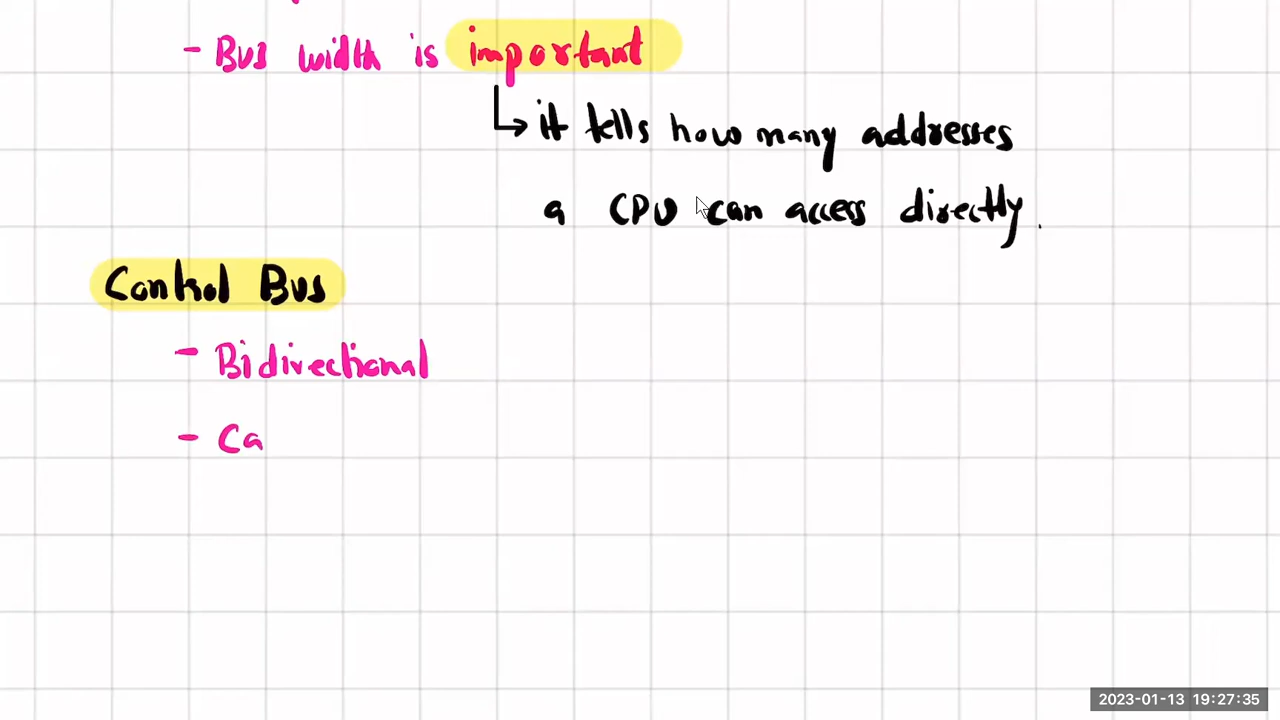 - Bus width is important
↳ it tells how many addresses
a CPU can access directly.
Control Bus
- Bidirectional
- Ca
2023-01-13 19:27:35